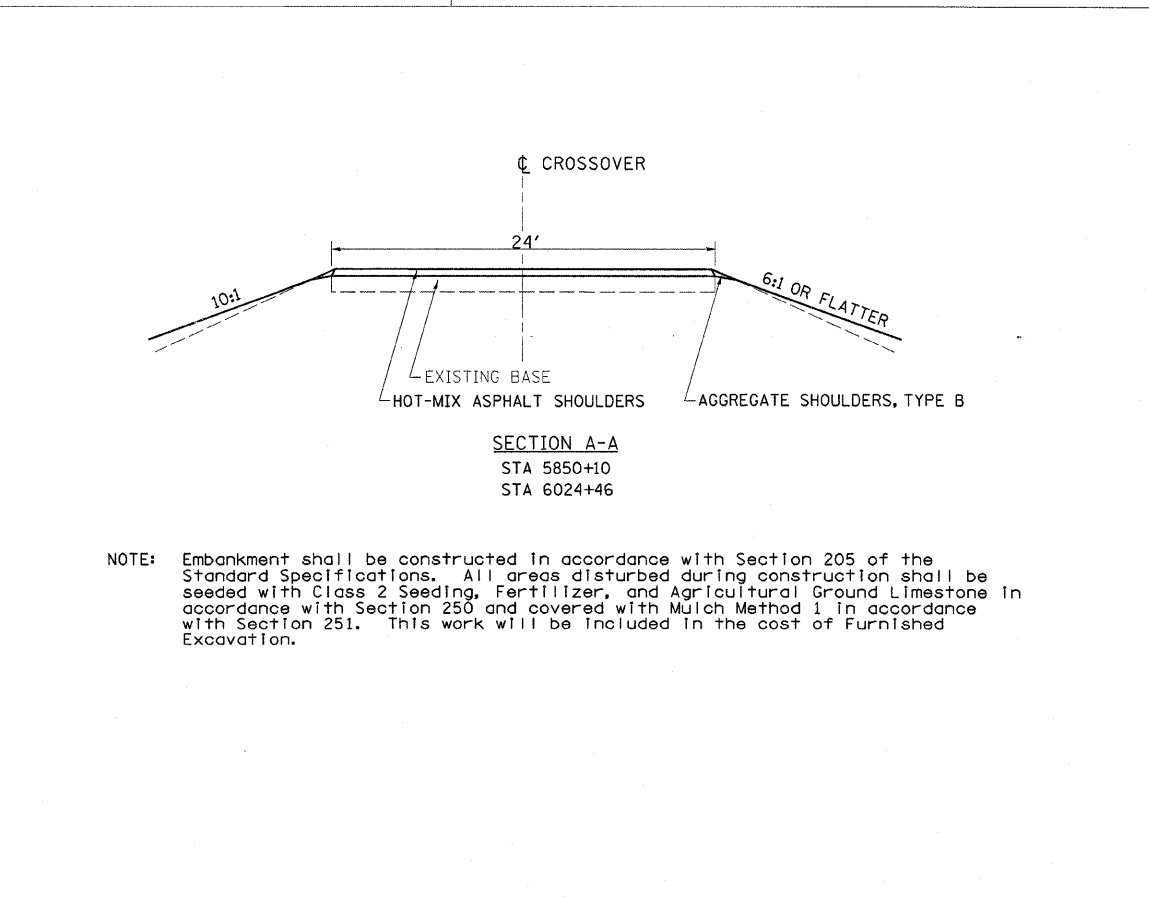 ℄ CROSSOVER
24'
10:1
6:1 OR FLATTER
EXISTING BASE
HOT-MIX ASPHALT SHOULDERS
AGGREGATE SHOULDERS, TYPE B
SECTION A-A
STA 5850+10
STA 6024+46
NOTE: Embankment shall be constructed in accordance with Section 205 of the
Standard Specifications. All areas disturbed during construction shall be
seeded with Class 2 Seeding, Fertilizer, and Agricultural Ground Limestone in
accordance with Section 250 and covered with Mulch Method 1 in accordance
with Section 251. This work will be included in the cost of Furnished
Excavation.